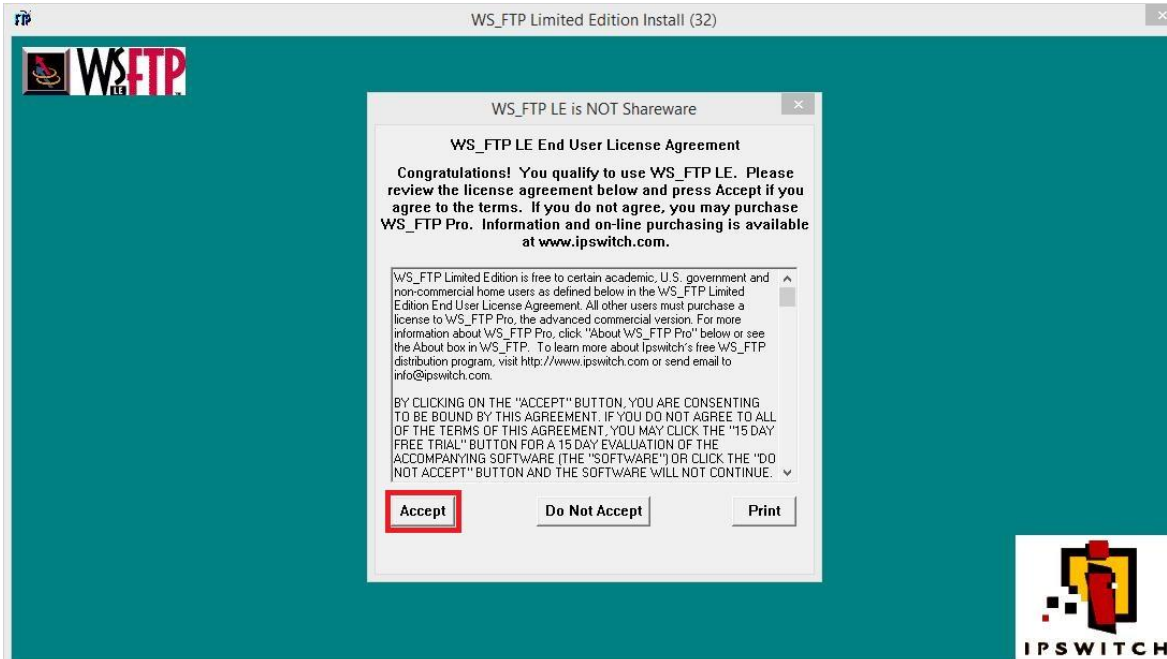 FTP
WS_FTP Limited Edition Install (32)
WSFTP
LE
WS_FTP LE is NOT Shareware
WS_FTP LE End User License Agreement
Congratulations! You qualify to use WS_FTP LE. Please
review the license agreement below and press Accept if you
agree to the terms. If you do not agree, you may purchase
WS_FTP Pro. Information and on-line purchasing is available
at www.ipswitch.com.
WS_FTP Limited Edition is free to certain academic, U.S. government and
non-commercial home users as defined below in the WS_FTP Limited
Edition End User License Agreement. All other users must purchase a
license to WS_FTP Pro, the advanced commercial version. For more
information about WS_FTP Pro, click "About WS_FTP Pro" below or see
the About box in WS_FTP. To learn more about Ipswitch's free WS_FTP
distribution program, visit http://www.ipswitch.com or send email to
info@ipswitch.com.
BY CLICKING ON THE "ACCEPT" BUTTON, YOU ARE CONSENTING
TO BE BOUND BY THIS AGREEMENT. IF YOU DO NOT AGREE TO ALL
OF THE TERMS OF THIS AGREEMENT, YOU MAY CLICK THE "15 DAY
FREE TRIAL" BUTTON FOR A 15 DAY EVALUATION OF THE
ACCOMPANYING SOFTWARE (THE "SOFTWARE") OR CLICK THE "DO
NOT ACCEPT" BUTTON AND THE SOFTWARE WILL NOT CONTINUE.
Accept
Do Not Accept
Print
IPSWITCH